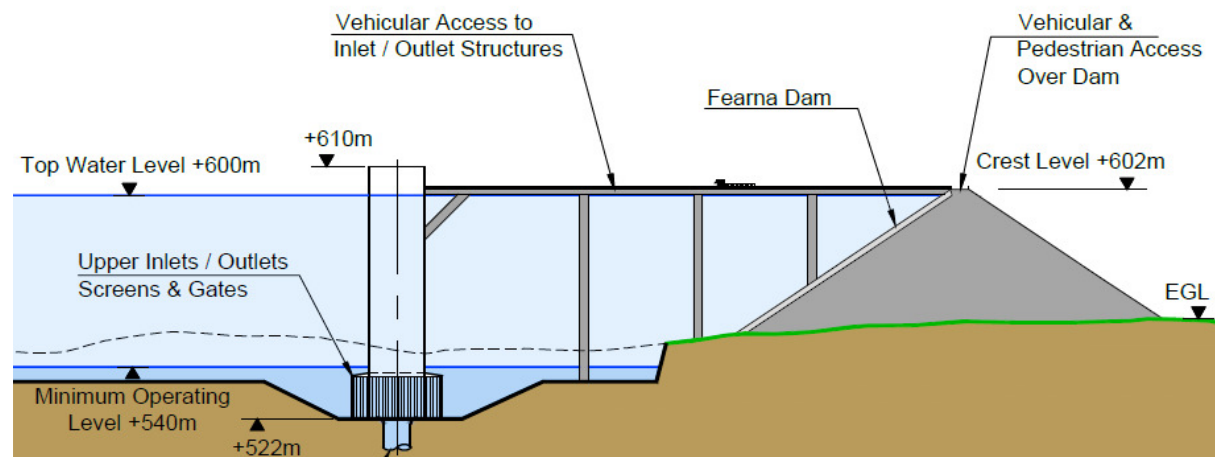 Vehicular Access to
Inlet / Outlet Structures
Vehicular &
Pedestrian Access
Over Dam
Fearna Dam
+610m
Top Water Level +600m
Crest Level +602m
Upper Inlets / Outlets
Screens & Gates
EGL
Minimum Operating
Level +540m
+522m